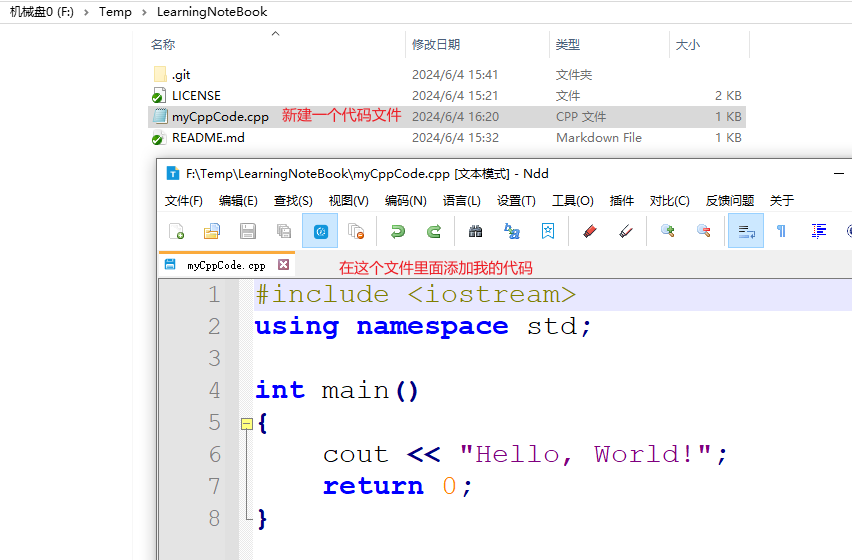 机械盘0 (F:) > Temp > LearningNoteBook
名称 修改日期 类型 大小
.git 2024/6/4 15:41 文件夹
LICENSE 2024/6/4 15:21 文件 2 KB
myCppCode.cpp 新建一个代码文件 2024/6/4 16:20 CPP 文件 1 KB
README.md 2024/6/4 15:32 Markdown File 1 KB
F:\Temp\LearningNoteBook\myCppCode.cpp [文本模式] - Ndd
文件(F) 编辑(E) 查找(S) 视图(V) 编码(N) 语言(L) 设置(T) 工具(O) 插件 对比(C) 反馈问题 关于
myCppCode.cpp 在这个文件里面添加我的代码
1 #include <iostream>
2 using namespace std;
3
4 int main()
5 {
6 cout << "Hello, World!";
7 return 0;
8 }